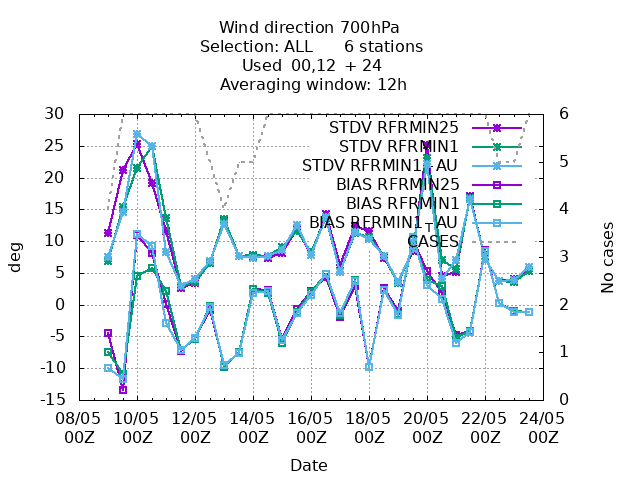 Wind direction 700hPa
Selection: ALL 6 stations
Used 00,12 + 24
Averaging window: 12h
30
25
20
15
10
5
0
-5
-10
-15
deg
6
5
4
3
2
1
0
No cases
STDV RFRMIN25
STDV RFRMIN1
STDV RFRMIN1_AU
BIAS RFRMIN25
BIAS RFRMIN1
BIAS RFRMIN1_AU
CASES
08/05 10/05 12/05 14/05 16/05 18/05 20/05 22/05 24/05
00Z 00Z 00Z 00Z 00Z 00Z 00Z 00Z 00Z
Date